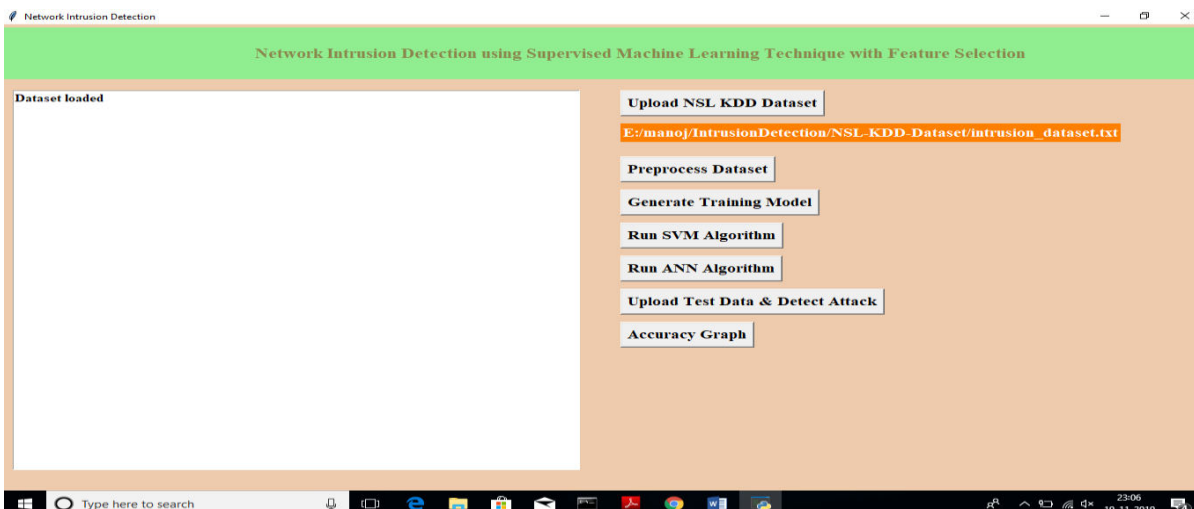 Network Intrusion Detection
Network Intrusion Detection using Supervised Machine Learning Technique with Feature Selection
Dataset loaded
Upload NSL KDD Dataset
E:/manoj/IntrusionDetection/NSL-KDD-Dataset/intrusion_dataset.txt
Preprocess Dataset
Generate Training Model
Run SVM Algorithm
Run ANN Algorithm
Upload Test Data & Detect Attack
Accuracy Graph
Type here to search
23:06